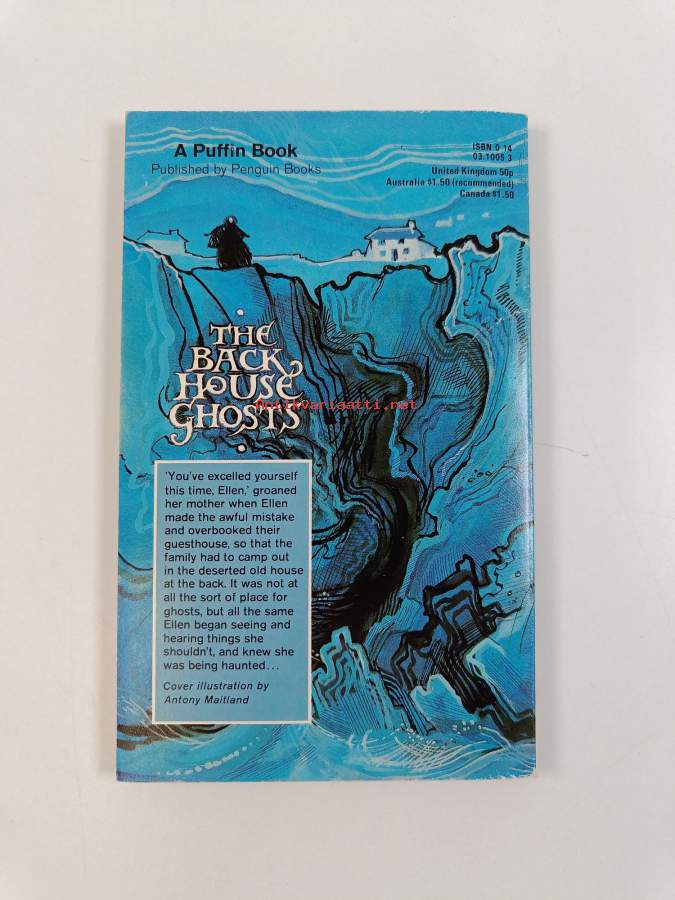 A Puffin Book
Published by Penguin Books
ISBN 0 14
03.1005 3
United Kingdom 50p
Australia $1.50 (recommended)
Canada $1.50
THE
BACK
HOUSE
GHOSTS
Antikvariaatti.net
'You've excelled yourself
this time, Ellen,' groaned
her mother when Ellen
made the awful mistake
and overbooked their
guesthouse, so that the
family had to camp out
in the deserted old house
at the back. It was not at
all the sort of place for
ghosts, but all the same
Ellen began seeing and
hearing things she
shouldn't, and knew she
was being haunted...
Cover illustration by
Antony Maitland